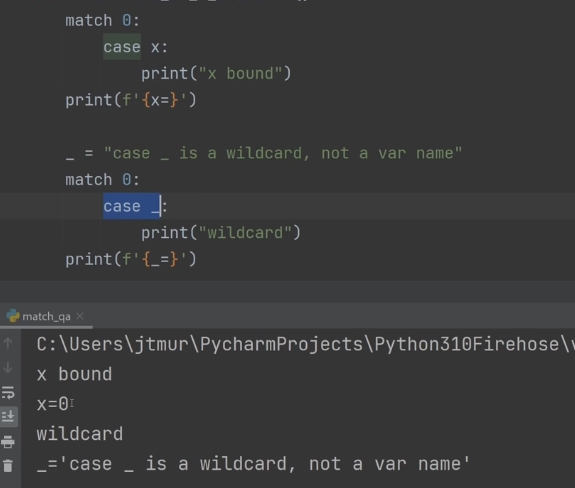 match 0:
case x:
print("x bound")
print(f'{x=}')
_ = "case _ is a wildcard, not a var name"
match 0:
case _:
print("wildcard")
print(f'{_=}')
match_qa
C:\Users\jtmur\PycharmProjects\Python310Firehose\
x bound
x=0
wildcard
_='case _ is a wildcard, not a var name'